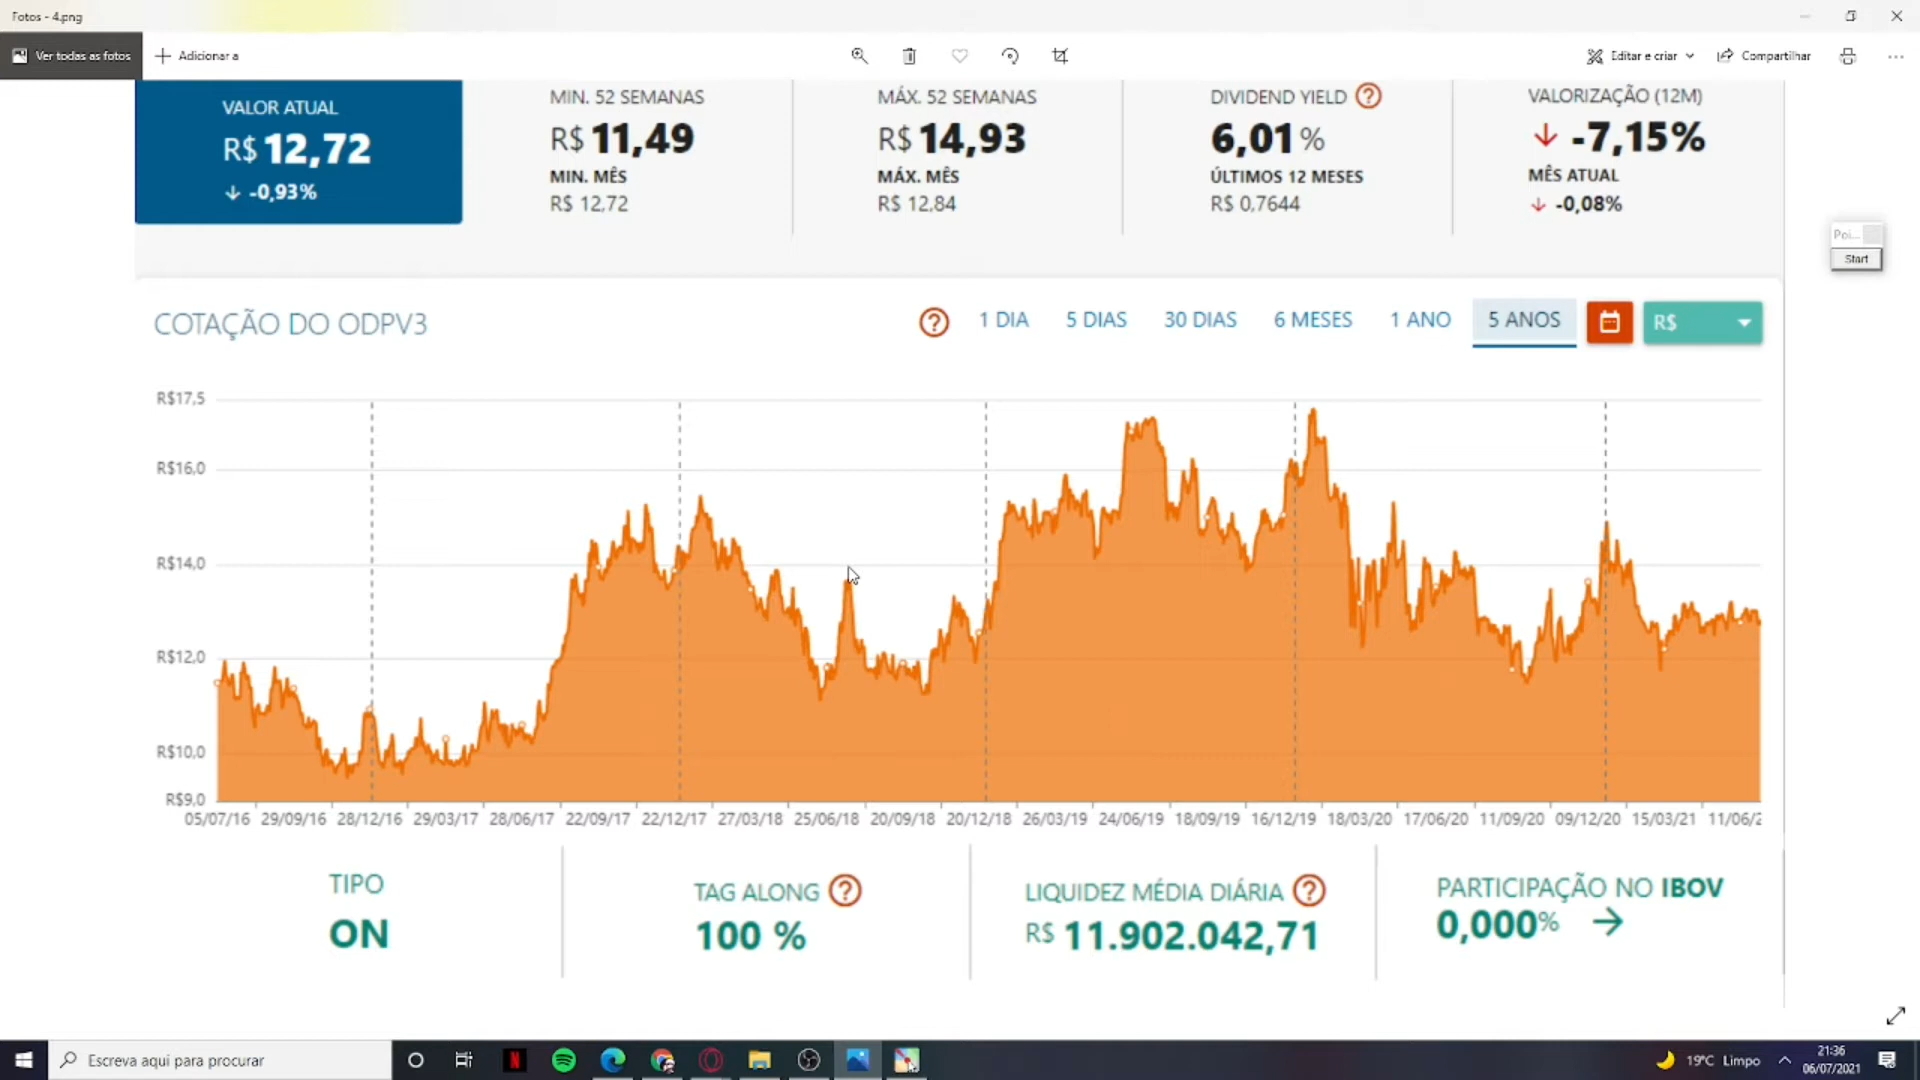 Fotos - 4.png
Ver todas as fotos
Adicionar a
Editar e criar
Compartilhar
VALOR ATUAL
R$ 12,72
-0,93%
MIN. 52 SEMANAS
R$ 11,49
MIN. MÊS
R$ 12,72
MÁX. 52 SEMANAS
R$ 14,93
MÁX. MÊS
R$ 12,84
DIVIDEND YIELD ?
6,01 %
ÚLTIMOS 12 MESES
R$ 0,7644
VALORIZAÇÃO (12M)
-7,15%
MÊS ATUAL
-0,08%
Poi...
Start
COTAÇÃO DO ODPV3
? 1 DIA 5 DIAS 30 DIAS 6 MESES 1 ANO 5 ANOS R$
R$17,5
R$16,0
R$14,0
R$12,0
R$10,0
R$9,0
05/07/16 29/09/16 28/12/16 29/03/17 28/06/17 22/09/17 22/12/17 27/03/18 25/06/18 20/09/18 20/12/18 26/03/19 24/06/19 18/09/19 16/12/19 18/03/20 17/06/20 11/09/20 09/12/20 15/03/21 11/06/2
TIPO
ON
TAG ALONG ?
100 %
LIQUIDEZ MÉDIA DIÁRIA ?
R$ 11.902.042,71
PARTICIPAÇÃO NO IBOV
0,000%
Escreva aqui para procurar
19°C Limpo
21:36
06/07/2021